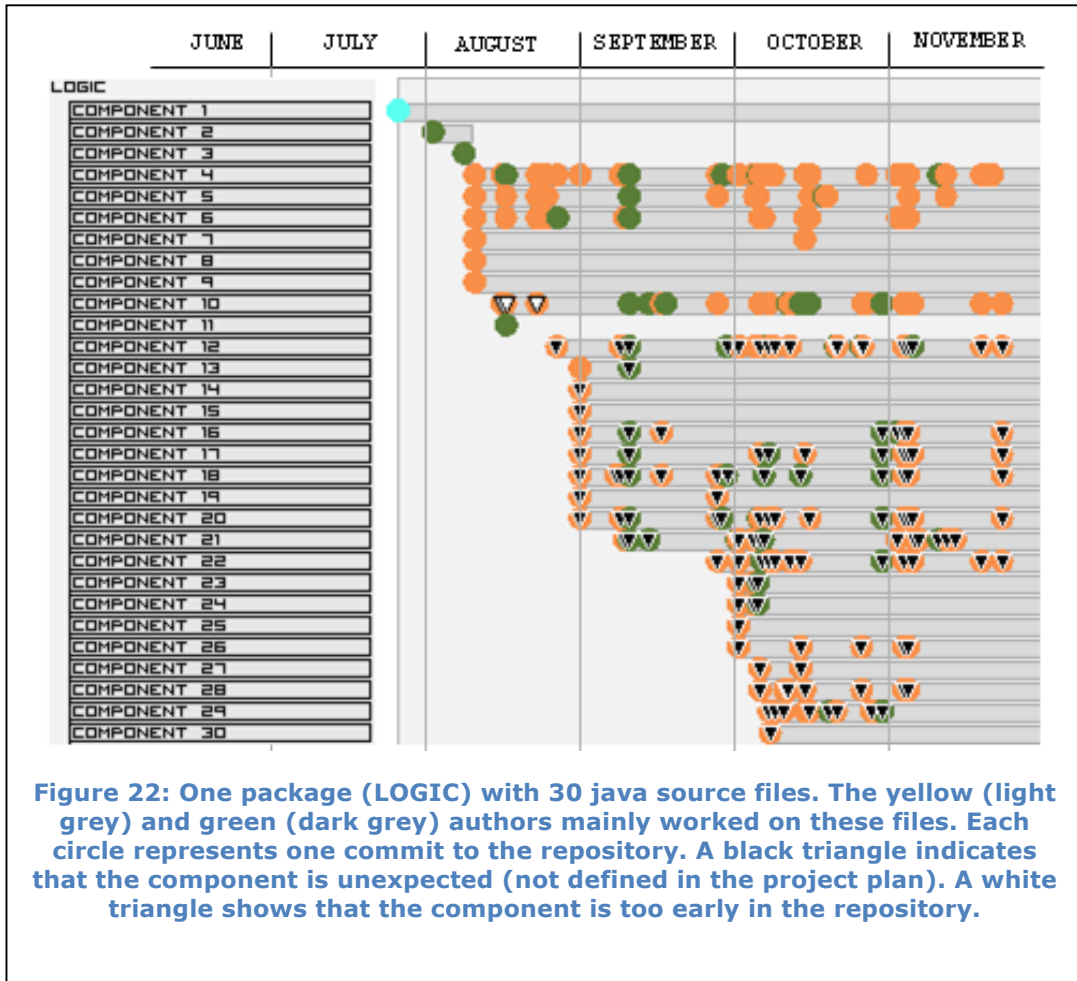 JUNE JULY AUGUST SEPTEMBER OCTOBER NOVEMBER
LOGIC
COMPONENT 1
COMPONENT 2
COMPONENT 3
COMPONENT 4
COMPONENT 5
COMPONENT 6
COMPONENT 7
COMPONENT 8
COMPONENT 9
COMPONENT 10
COMPONENT 11
COMPONENT 12
COMPONENT 13
COMPONENT 14
COMPONENT 15
COMPONENT 16
COMPONENT 17
COMPONENT 18
COMPONENT 19
COMPONENT 20
COMPONENT 21
COMPONENT 22
COMPONENT 23
COMPONENT 24
COMPONENT 25
COMPONENT 26
COMPONENT 27
COMPONENT 28
COMPONENT 29
COMPONENT 30
Figure 22: One package (LOGIC) with 30 java source files. The yellow (light
grey) and green (dark grey) authors mainly worked on these files. Each
circle represents one commit to the repository. A black triangle indicates
that the component is unexpected (not defined in the project plan). A white
triangle shows that the component is too early in the repository.